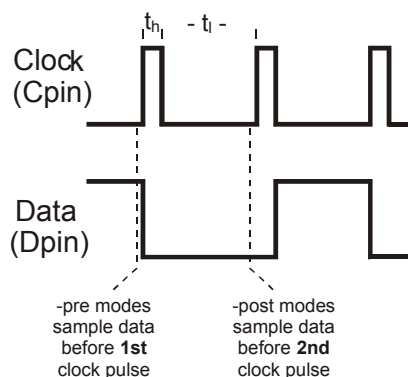 th - tl -
Clock
(Cpin)
Data
(Dpin)
-pre modes
sample data
before 1st
clock pulse
-post modes
sample data
before 2nd
clock pulse